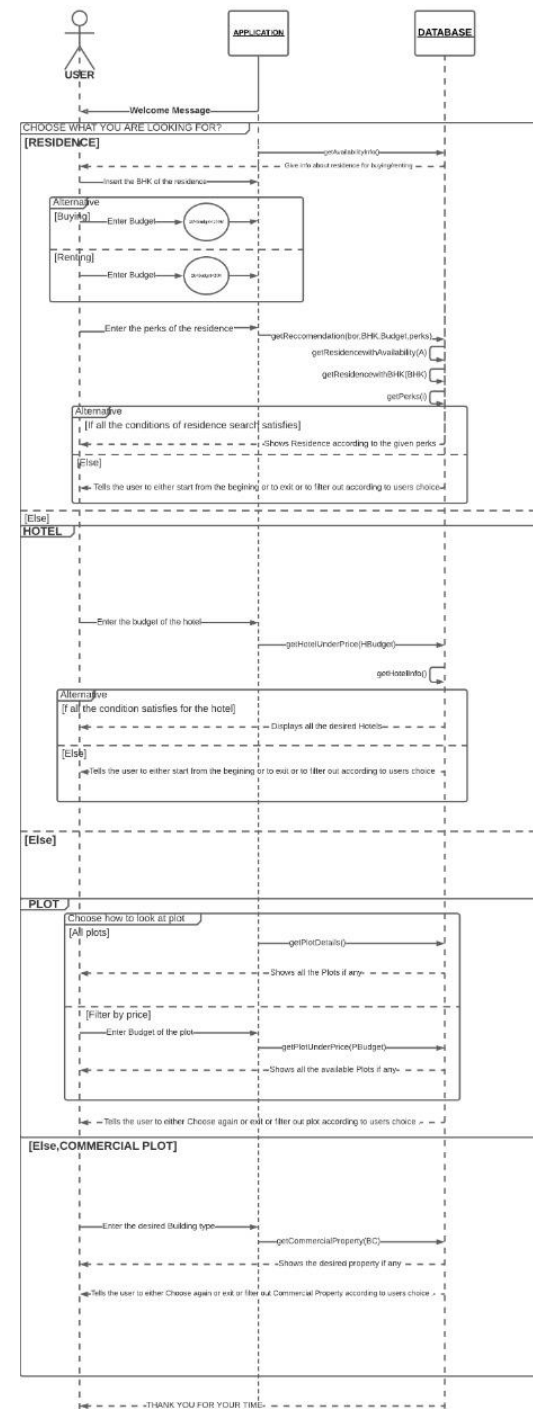 USER
APPLICATION
DATABASE
Welcome Message
CHOOSE WHAT YOU ARE LOOKING FOR?
[RESIDENCE]
getAvailabilityInfo()
Give info about residence for buying/renting
Insert the BHK of the residence
Alternative
[Buying]
Enter Budget
[Renting]
Enter Budget
Enter the perks of the residence
getReccomendation(bor,BHK,Budget,perks)
getResidencewithAvailability(A)
getResidencewithBHK(BHK)
getPerks(i)
Alternative
[If all the conditions of residence search satisfies]
Shows Residence according to the given perks
[Else]
Tells the user to either start from the begining or to exit or to filter out according to users choice
[Else]
HOTEL
Enter the budget of the hotel
getHotelUnderPrice(HBudget)
getHotelInfo()
Alternative
[f all the condition satisfies for the hotel]
Displays all the desired Hotels
[Else]
Tells the user to either start from the begining or to exit or to filter out according to users choice
[Else]
PLOT
Choose how to look at plot
[All plots]
getPlotDetails()
Shows all the Plots if any
[Filter by price]
Enter Budget of the plot
getPlotUnderPrice(PBudget)
Shows all the available Plots if any
Tells the user to either Choose again or exit or filter out plot according to users choice
[Else,COMMERCIAL PLOT]
Enter the desired Building type
getCommercialProperty(BC)
Shows the desired property if any
Tells the user to either Choose again or exit or filter out Commercial Property according to users choice
THANK YOU FOR YOUR TIME